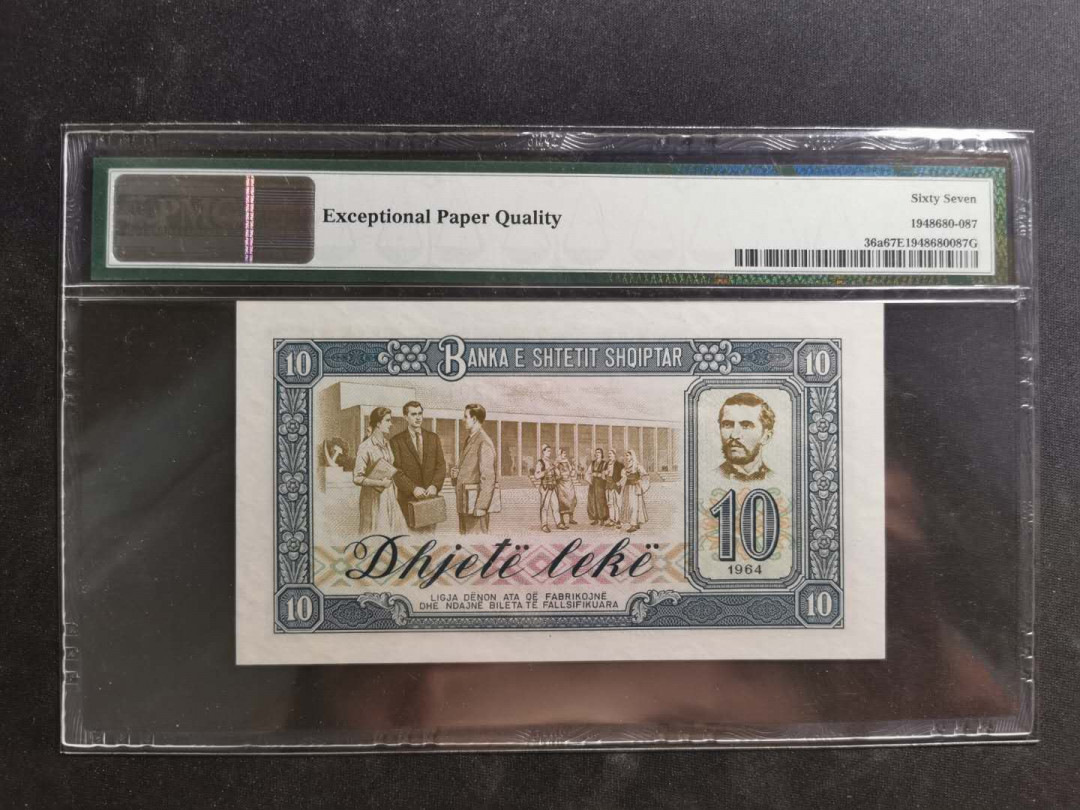 PMG
Exceptional Paper Quality
Sixty Seven
1948680-087
36a67E1948680087G
10
BANKA E SHTETIT SHQIPTAR
10
10
1964
Dhjetë lekë
LIGJA DËNON ATA QË FABRIKOJNË
DHE NDAJNË BILETA TË FALLSIFIKUARA
10
10